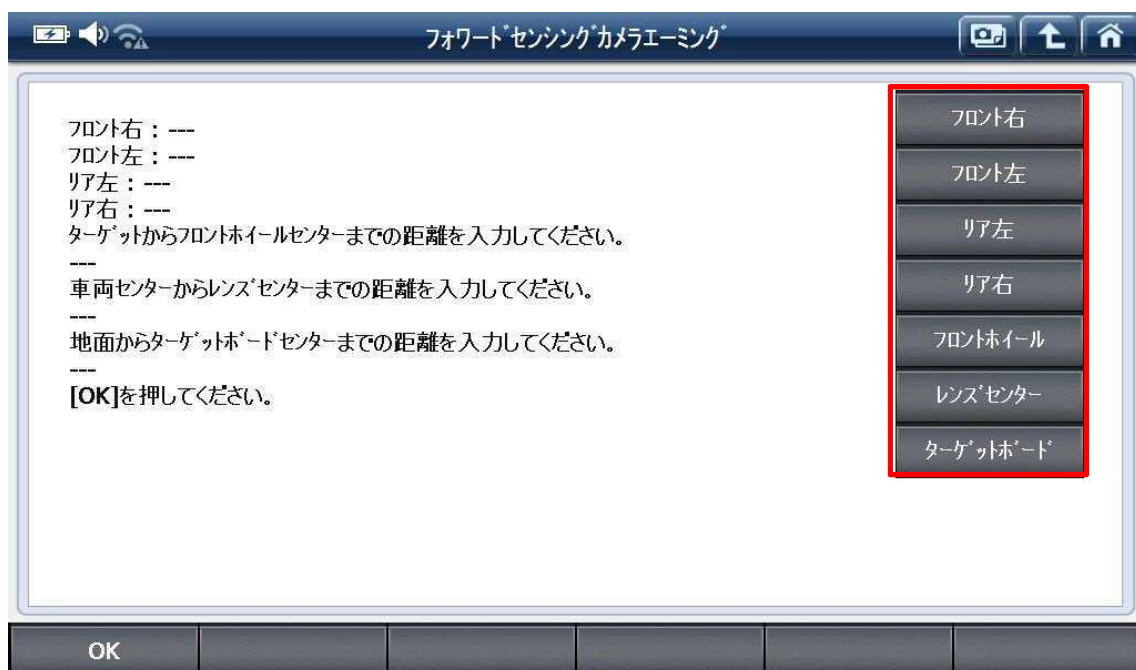 フォワードセンシングカメラエーミング
フロント右：---
フロント左：---
リア左：---
リア右：---
ターゲットからフロントホイールセンターまでの距離を入力してください。
---
車両センターからレンズセンターまでの距離を入力してください。
---
地面からターゲットボードセンターまでの距離を入力してください。
---
[OK]を押してください。
フロント右
フロント左
リア左
リア右
フロントホイール
レンズセンター
ターゲットボード
OK